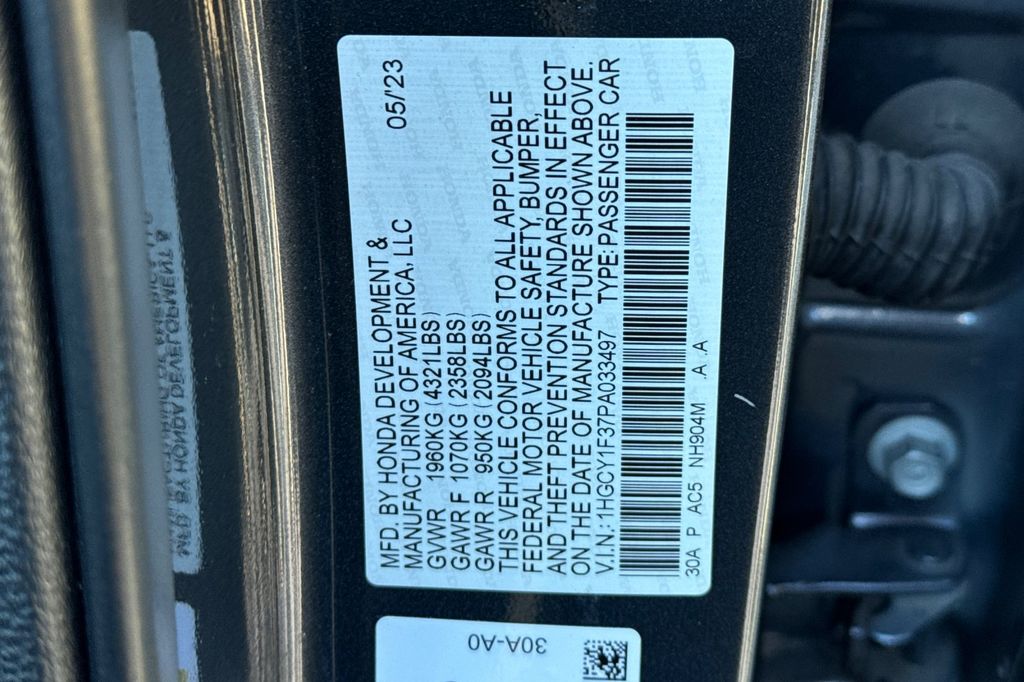 MFD. BY HONDA DEVELOPMENT & 05/'23
MANUFACTURING OF AMERICA, LLC
GVWR 1960KG (4321LBS)
GAWR F 1070KG (2358LBS)
GAWR R 950KG (2094LBS)
THIS VEHICLE CONFORMS TO ALL APPLICABLE
FEDERAL MOTOR VEHICLE SAFETY, BUMPER,
AND THEFT PREVENTION STANDARDS IN EFFECT
ON THE DATE OF MANUFACTURE SHOWN ABOVE.
V.I.N.: 1HGCY1F37PA033497 TYPE: PASSENGER CAR
30A P AC5 NH904M .A .A
30A-A0